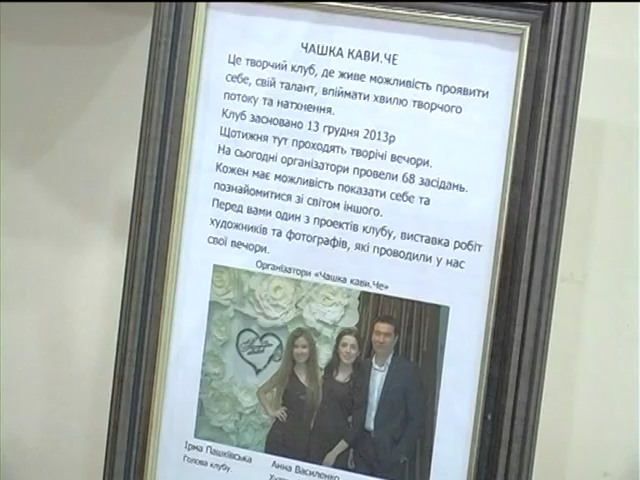 ЧАШКА КАВИ.ЧЕ
Це творчий клуб, де живе можливість проявити
себе, свій талант, впіймати хвилю творчого
потоку та натхнення.
Клуб засновано 13 грудня 2013р
Щотижня тут проходять творчі вечори.
На сьогодні організатори провели 68 засідань.
Кожен має можливість показати себе та
познайомитися зі світом іншого.
Перед вами один з проектів клубу, виставка робіт
художників та фотографів, які проводили у нас
свої вечори.
Організатори «Чашка кави.Че»
Ірма Пашківська
Голова клубу
Анна Василенко